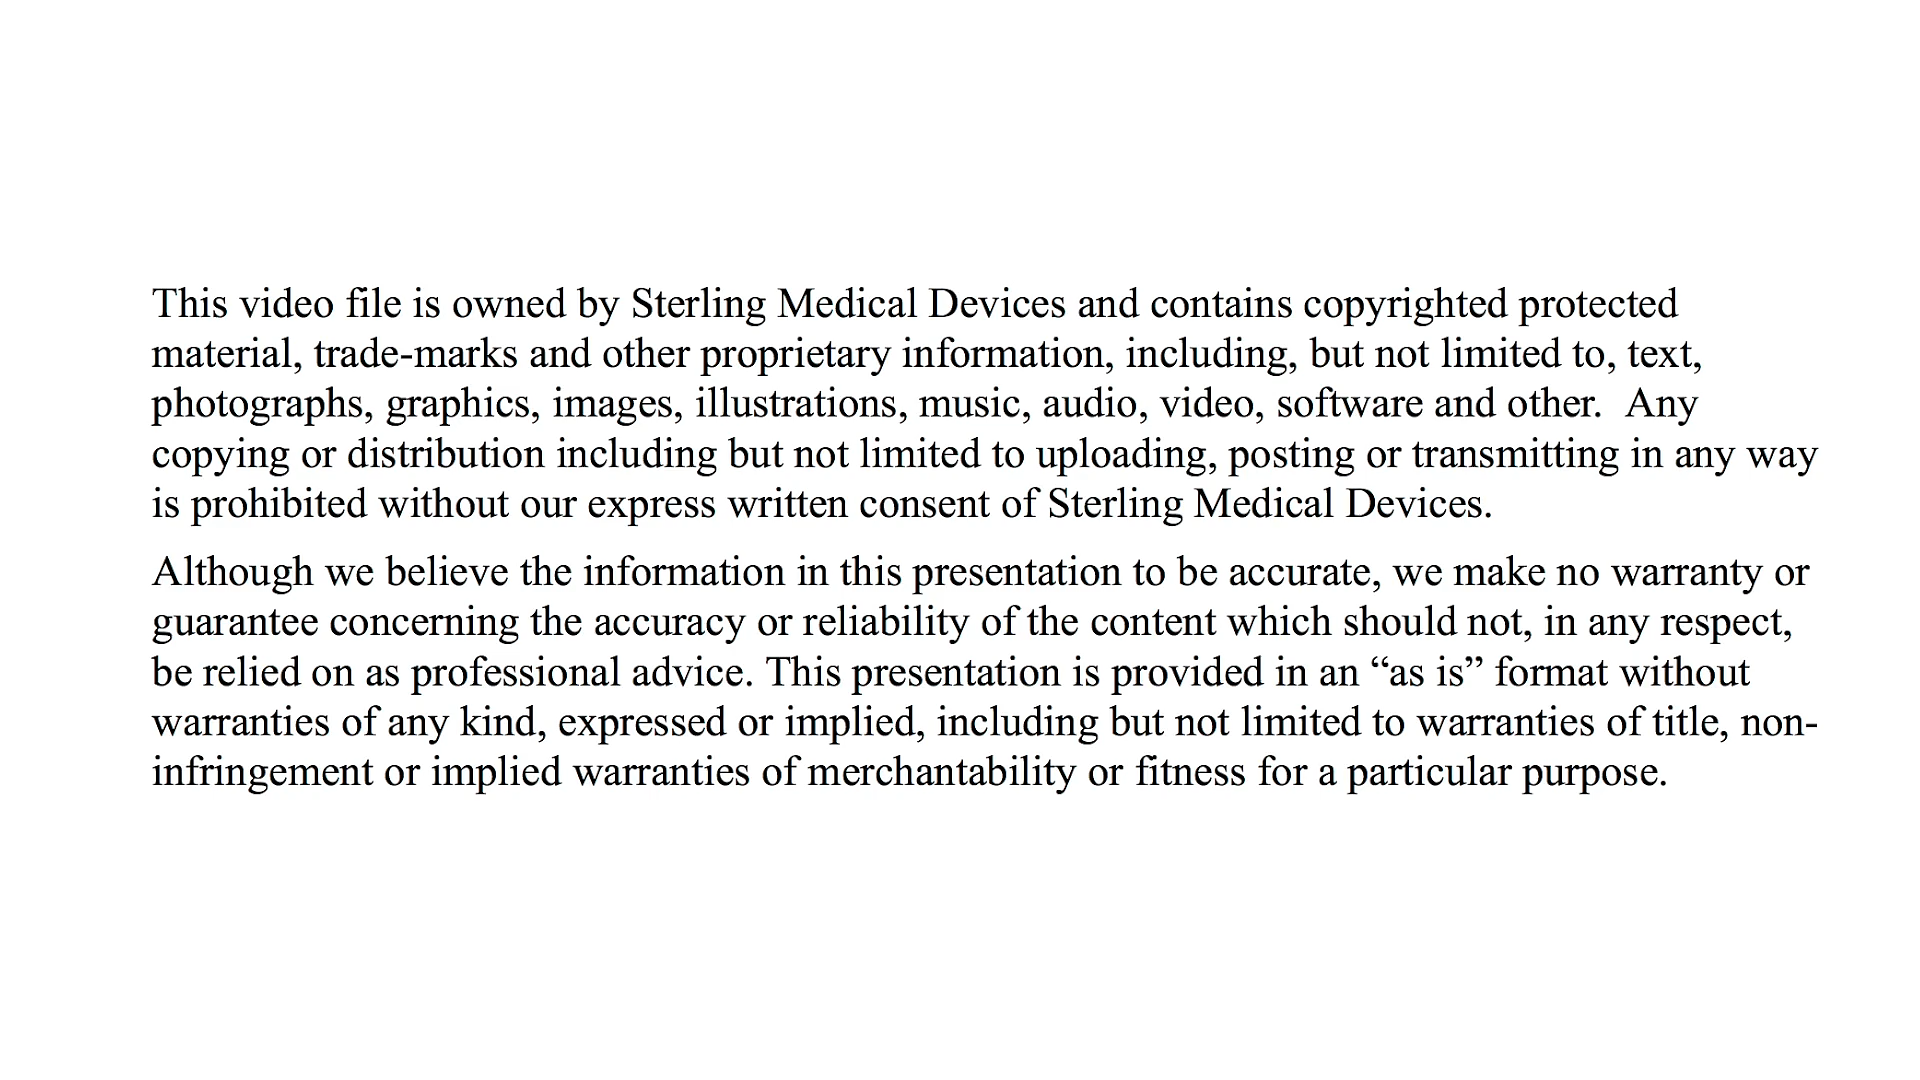 This video file is owned by Sterling Medical Devices and contains copyrighted protected
material, trade-marks and other proprietary information, including, but not limited to, text,
photographs, graphics, images, illustrations, music, audio, video, software and other.  Any
copying or distribution including but not limited to uploading, posting or transmitting in any way
is prohibited without our express written consent of Sterling Medical Devices.
Although we believe the information in this presentation to be accurate, we make no warranty or
guarantee concerning the accuracy or reliability of the content which should not, in any respect,
be relied on as professional advice. This presentation is provided in an “as is” format without
warranties of any kind, expressed or implied, including but not limited to warranties of title, non-
infringement or implied warranties of merchantability or fitness for a particular purpose.